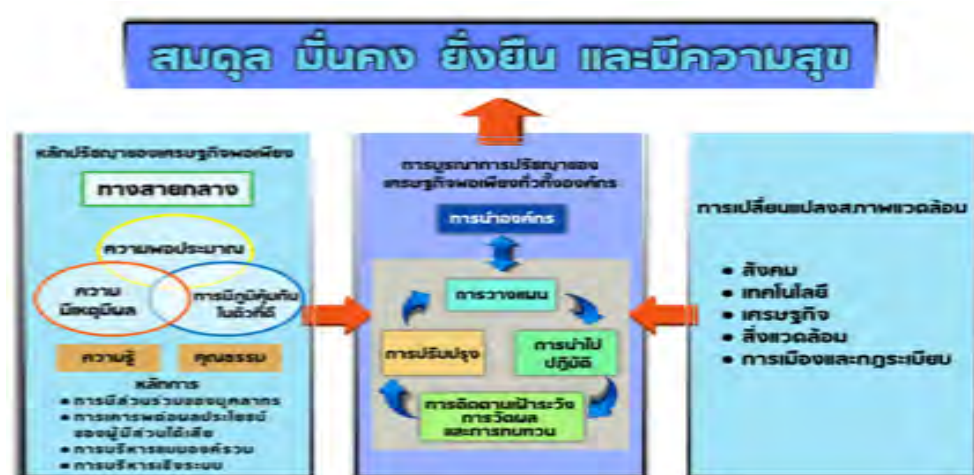 สมดุล มั่นคง ยั่งยืน และมีความสุข
หลักปรัชญาของเศรษฐกิจพอเพียง
ทางสายกลาง
ความพอประมาณ
ความ
มีเหตุมีผล
การมีภูมิคุ้มกัน
ในตัวที่ดี
ความรู้
คุณธรรม
หลักการ
• การมีส่วนร่วมของบุคลากร
• การเคารพต่อผลประโยชน์
ของผู้มีส่วนได้เสีย
• การบริหารแบบองค์รวม
• การบริหารเชิงระบบ
การบูรณาการปรัชญาของ
เศรษฐกิจพอเพียงทั่วทั้งองค์กร
การนำองค์กร
การวางแผน
การนำไป
ปฏิบัติ
การติดตามเฝ้าระวัง
การวัดผล
และการทบทวน
การปรับปรุง
การเปลี่ยนแปลงสภาพแวดล้อม
• สังคม
• เทคโนโลยี
• เศรษฐกิจ
• สิ่งแวดล้อม
• การเมืองและกฎระเบียบ